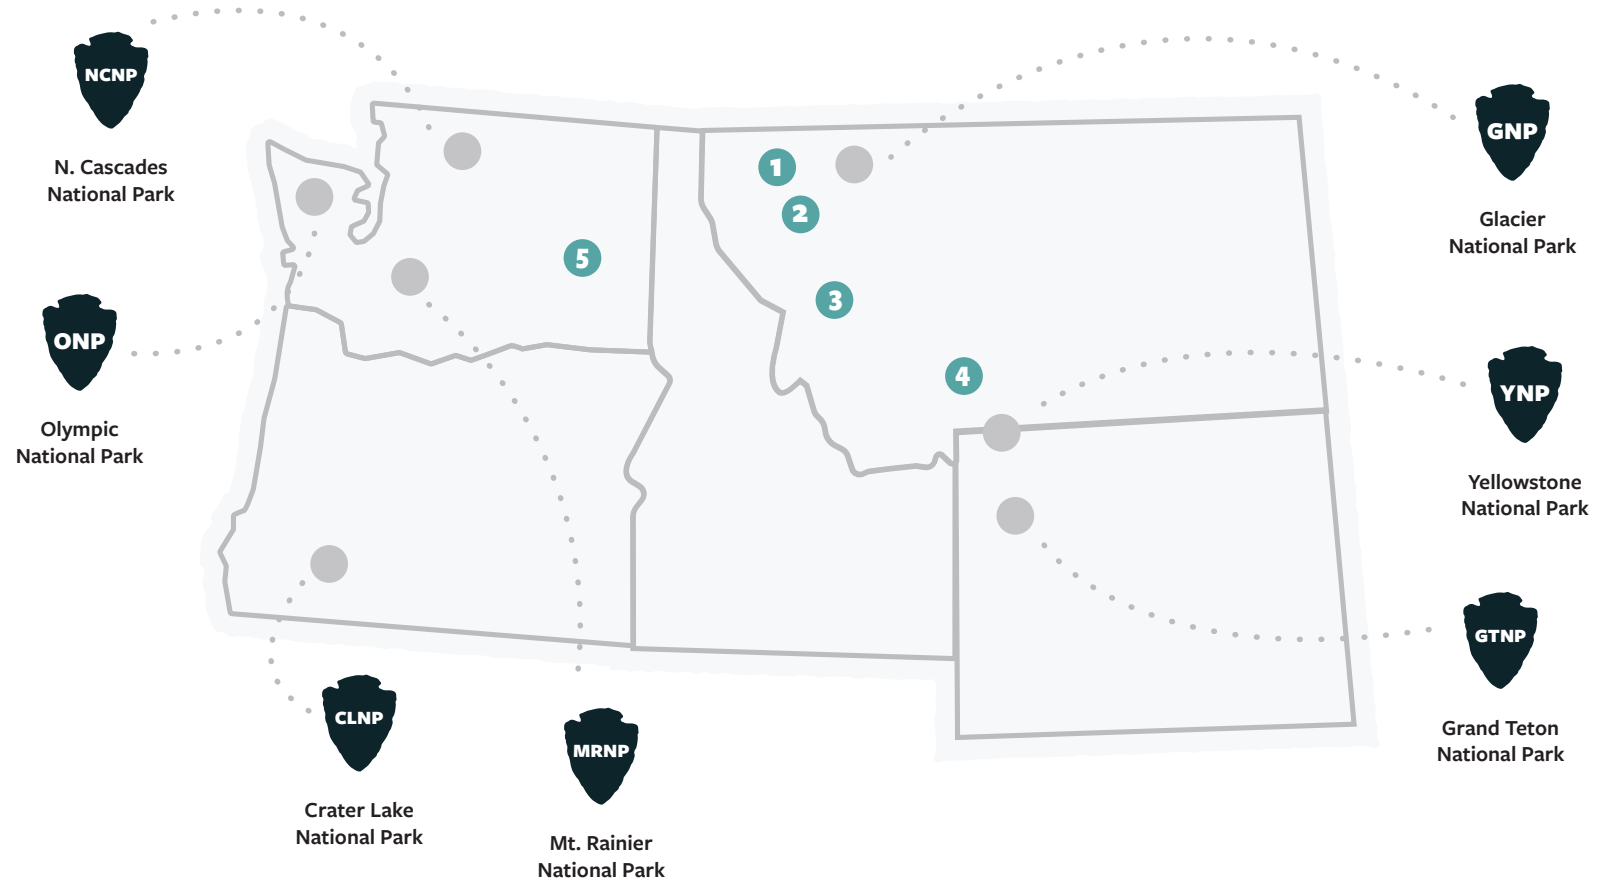 NCNP
N. Cascades
National Park
GNP
Glacier
National Park
1
2
5
3
4
ONP
Olympic
National Park
YNP
Yellowstone
National Park
GTNP
Grand Teton
National Park
CLNP
Crater Lake
National Park
MRNP
Mt. Rainier
National Park